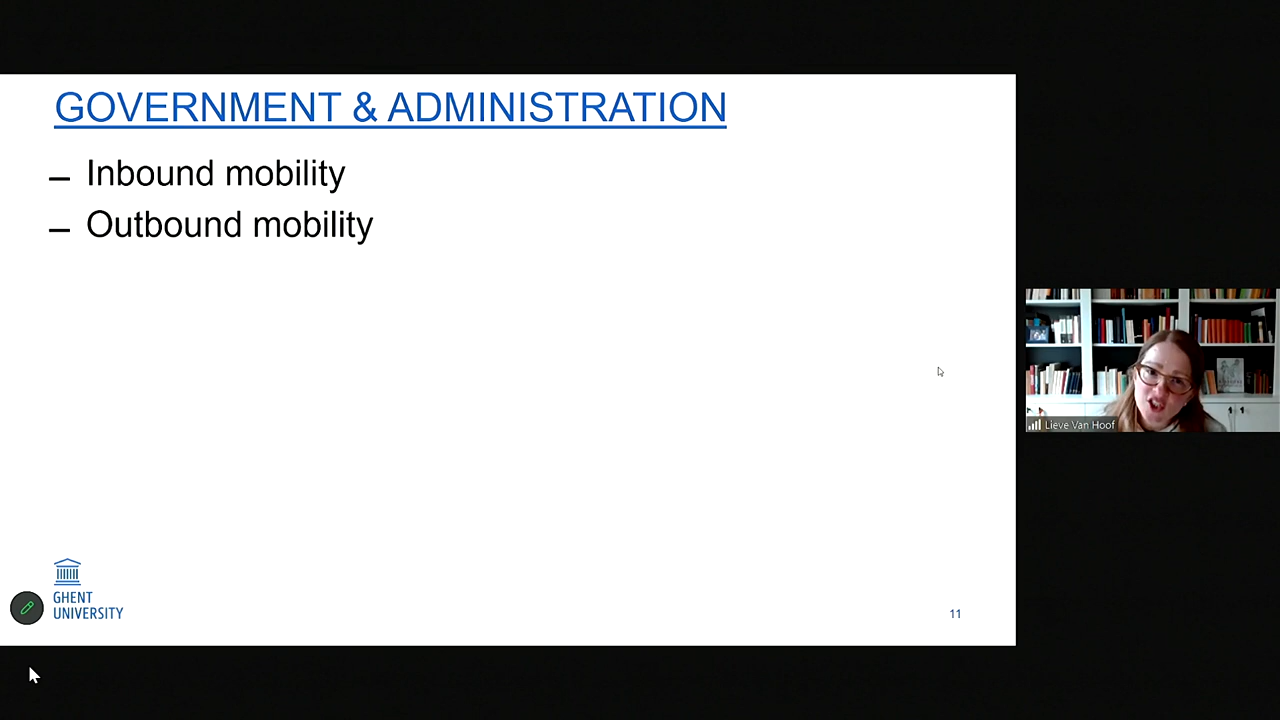 GOVERNMENT & ADMINISTRATION
– Inbound mobility
– Outbound mobility
Lieve Van Hoof
GHENT
UNIVERSITY
11